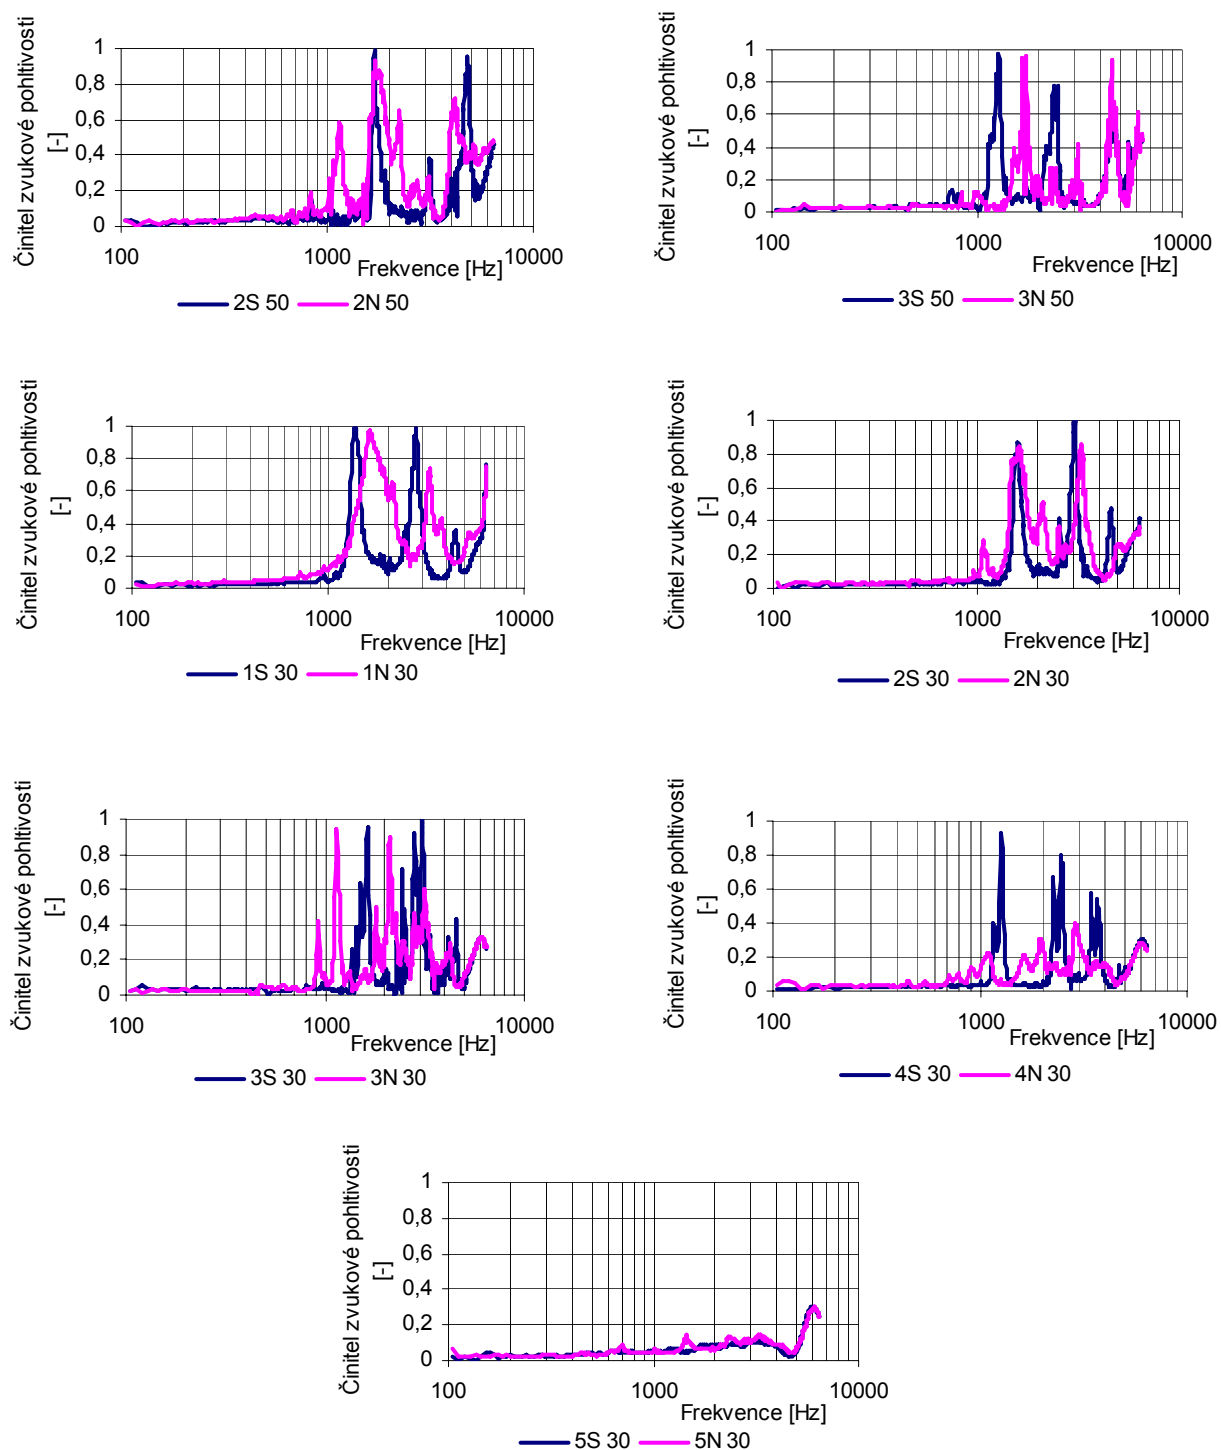 Činitel zvukové pohltivosti
[-]
1
0,8
0,6
0,4
0,2
0
100
1000
10000
Frekvence [Hz]
2S 50
2N 50
Činitel zvukové pohltivosti
[-]
1
0,8
0,6
0,4
0,2
0
100
1000
10000
Frekvence [Hz]
3S 50
3N 50
Činitel zvukové pohltivosti
[-]
1
0,8
0,6
0,4
0,2
0
100
1000
10000
Frekvence [Hz]
1S 30
1N 30
Činitel zvukové pohltivosti
[-]
1
0,8
0,6
0,4
0,2
0
100
1000
10000
Frekvence [Hz]
2S 30
2N 30
Činitel zvukové pohltivosti
[-]
1
0,8
0,6
0,4
0,2
0
100
1000
10000
Frekvence [Hz]
3S 30
3N 30
Činitel zvukové pohltivosti
[-]
1
0,8
0,6
0,4
0,2
0
100
1000
10000
Frekvence [Hz]
4S 30
4N 30
Činitel zvukové pohltivosti
[-]
1
0,8
0,6
0,4
0,2
0
100
1000
10000
Frekvence [Hz]
5S 30
5N 30